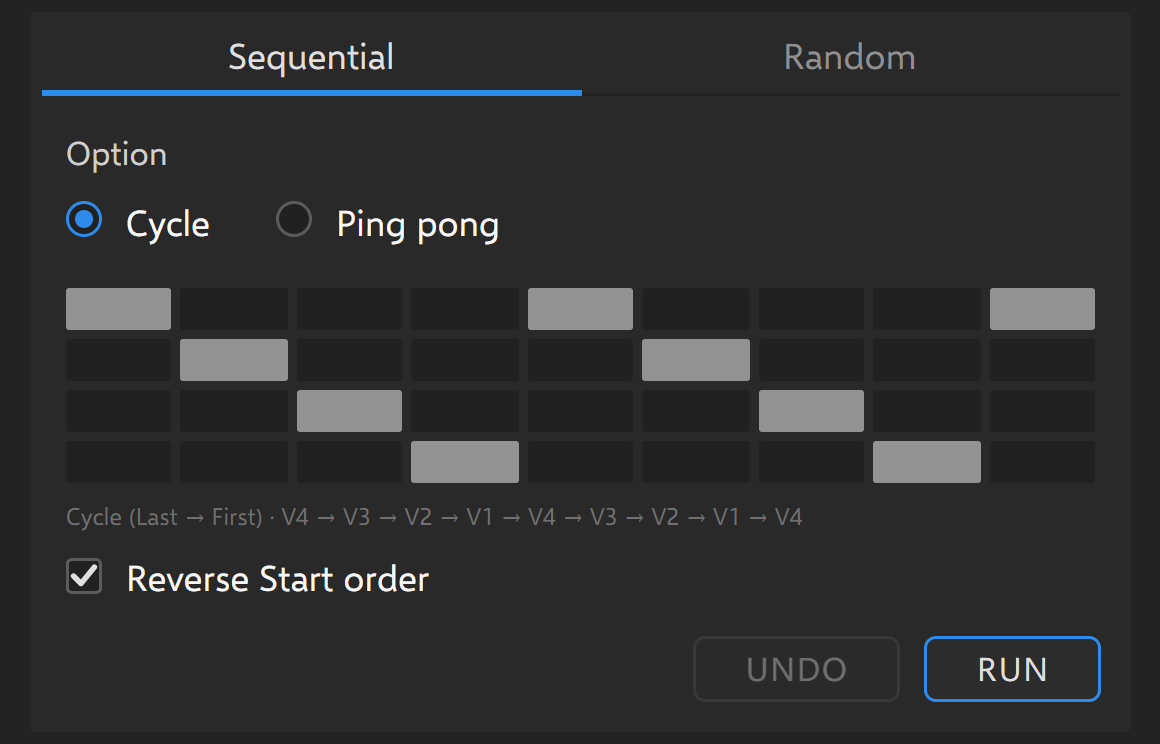 Sequential Random
Option
Cycle Ping pong
Cycle (Last → First) · V4 → V3 → V2 → V1 → V4 → V3 → V2 → V1 → V4
Reverse Start order
UNDO RUN